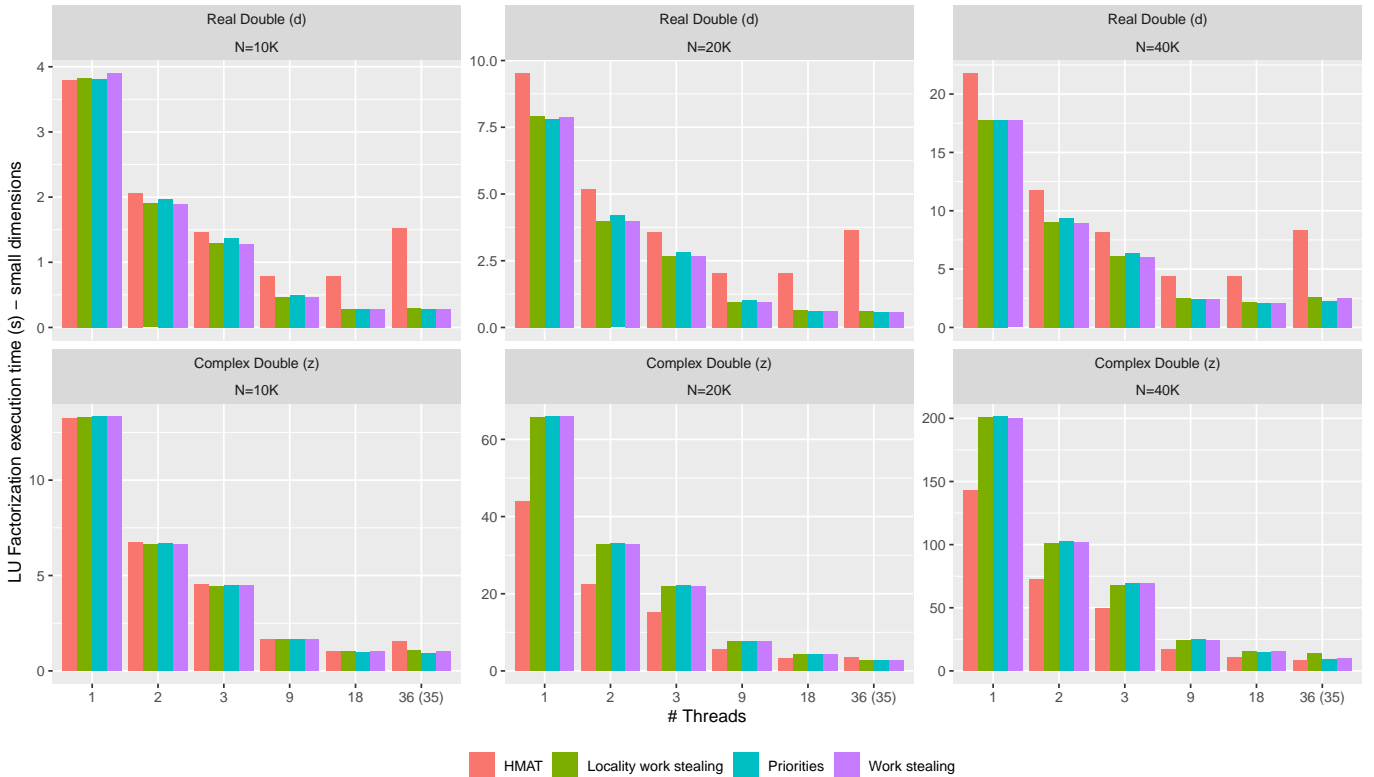 Real Double (d)
N=10K
Real Double (d)
N=20K
Real Double (d)
N=40K
4
3
2
1
0
10.0
7.5
5.0
2.5
0.0
20
15
10
5
0
Complex Double (z)
N=10K
Complex Double (z)
N=20K
Complex Double (z)
N=40K
10
5
0
60
40
20
0
200
150
100
50
0
1 2 3 9 18 36 (35)
1 2 3 9 18 36 (35)
1 2 3 9 18 36 (35)
LU Factorization execution time (s) − small dimensions
# Threads
HMAT Locality work stealing Priorities Work stealing